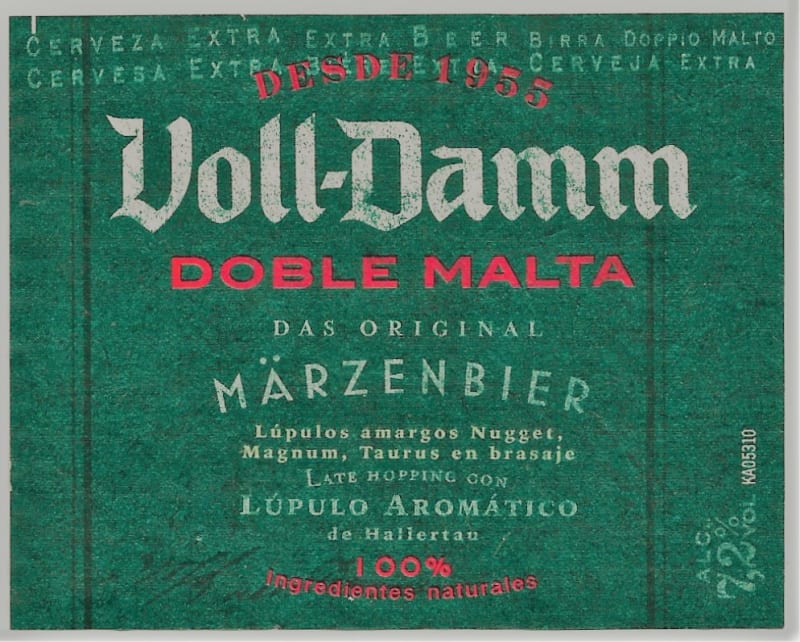 CERVEZA EXTRA EXTRA BEER BIRRA DOPPIO MALTO
CERVESA EXTRA EXTRA CERVEJA EXTRA
DESDE 1955
Voll-Damm
DOBLE MALTA
DAS ORIGINAL
MÄRZENBIER
Lúpulos amargos Nugget,
Magnum, Taurus en brasaje
LATE HOPPING CON
LÚPULO AROMÁTICO
de Hallertau
100%
ingredientes naturales
ALC. 7,2% VOL
KA05310